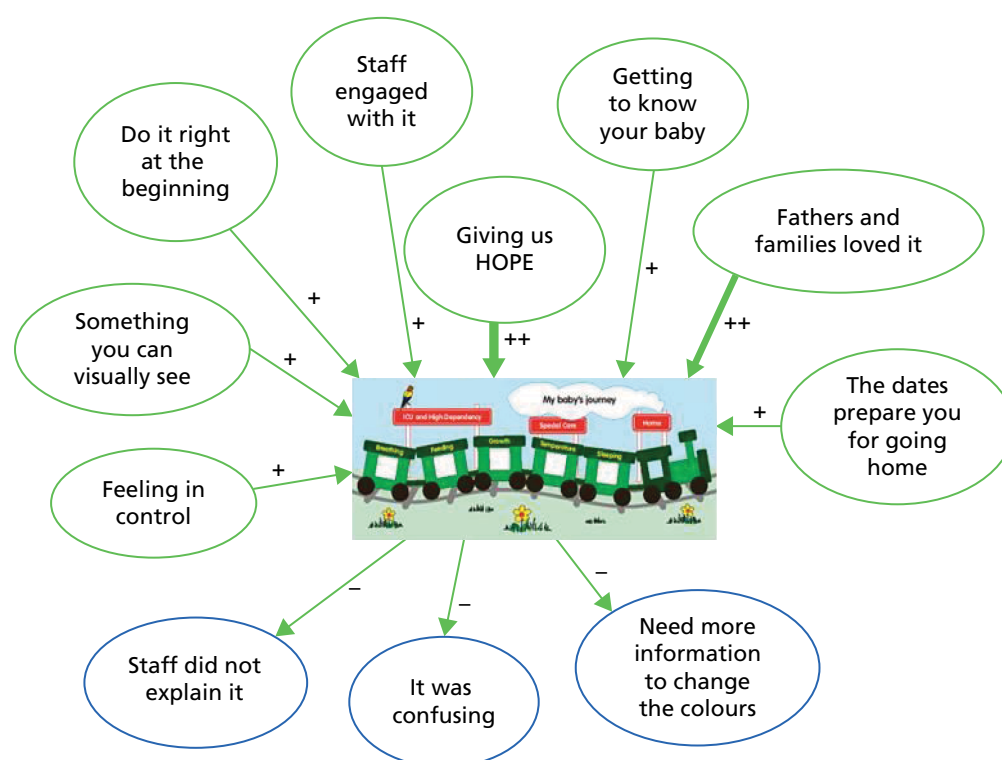 Staff
engaged
with it
Getting
to know
your baby
Do it right
at the
beginning
Giving us
HOPE
Fathers and
families loved it
+
+
++
+
++
Something
you can
visually see
+
The dates
prepare you
for going
home
+
Feeling in
control
+
My baby's journey
ICU and High Dependency
Special Care
Home
Breathing
Feeding
Growth
Temperature
Sleeping
–
–
–
Staff did not
explain it
It was
confusing
Need more
information
to change
the colours